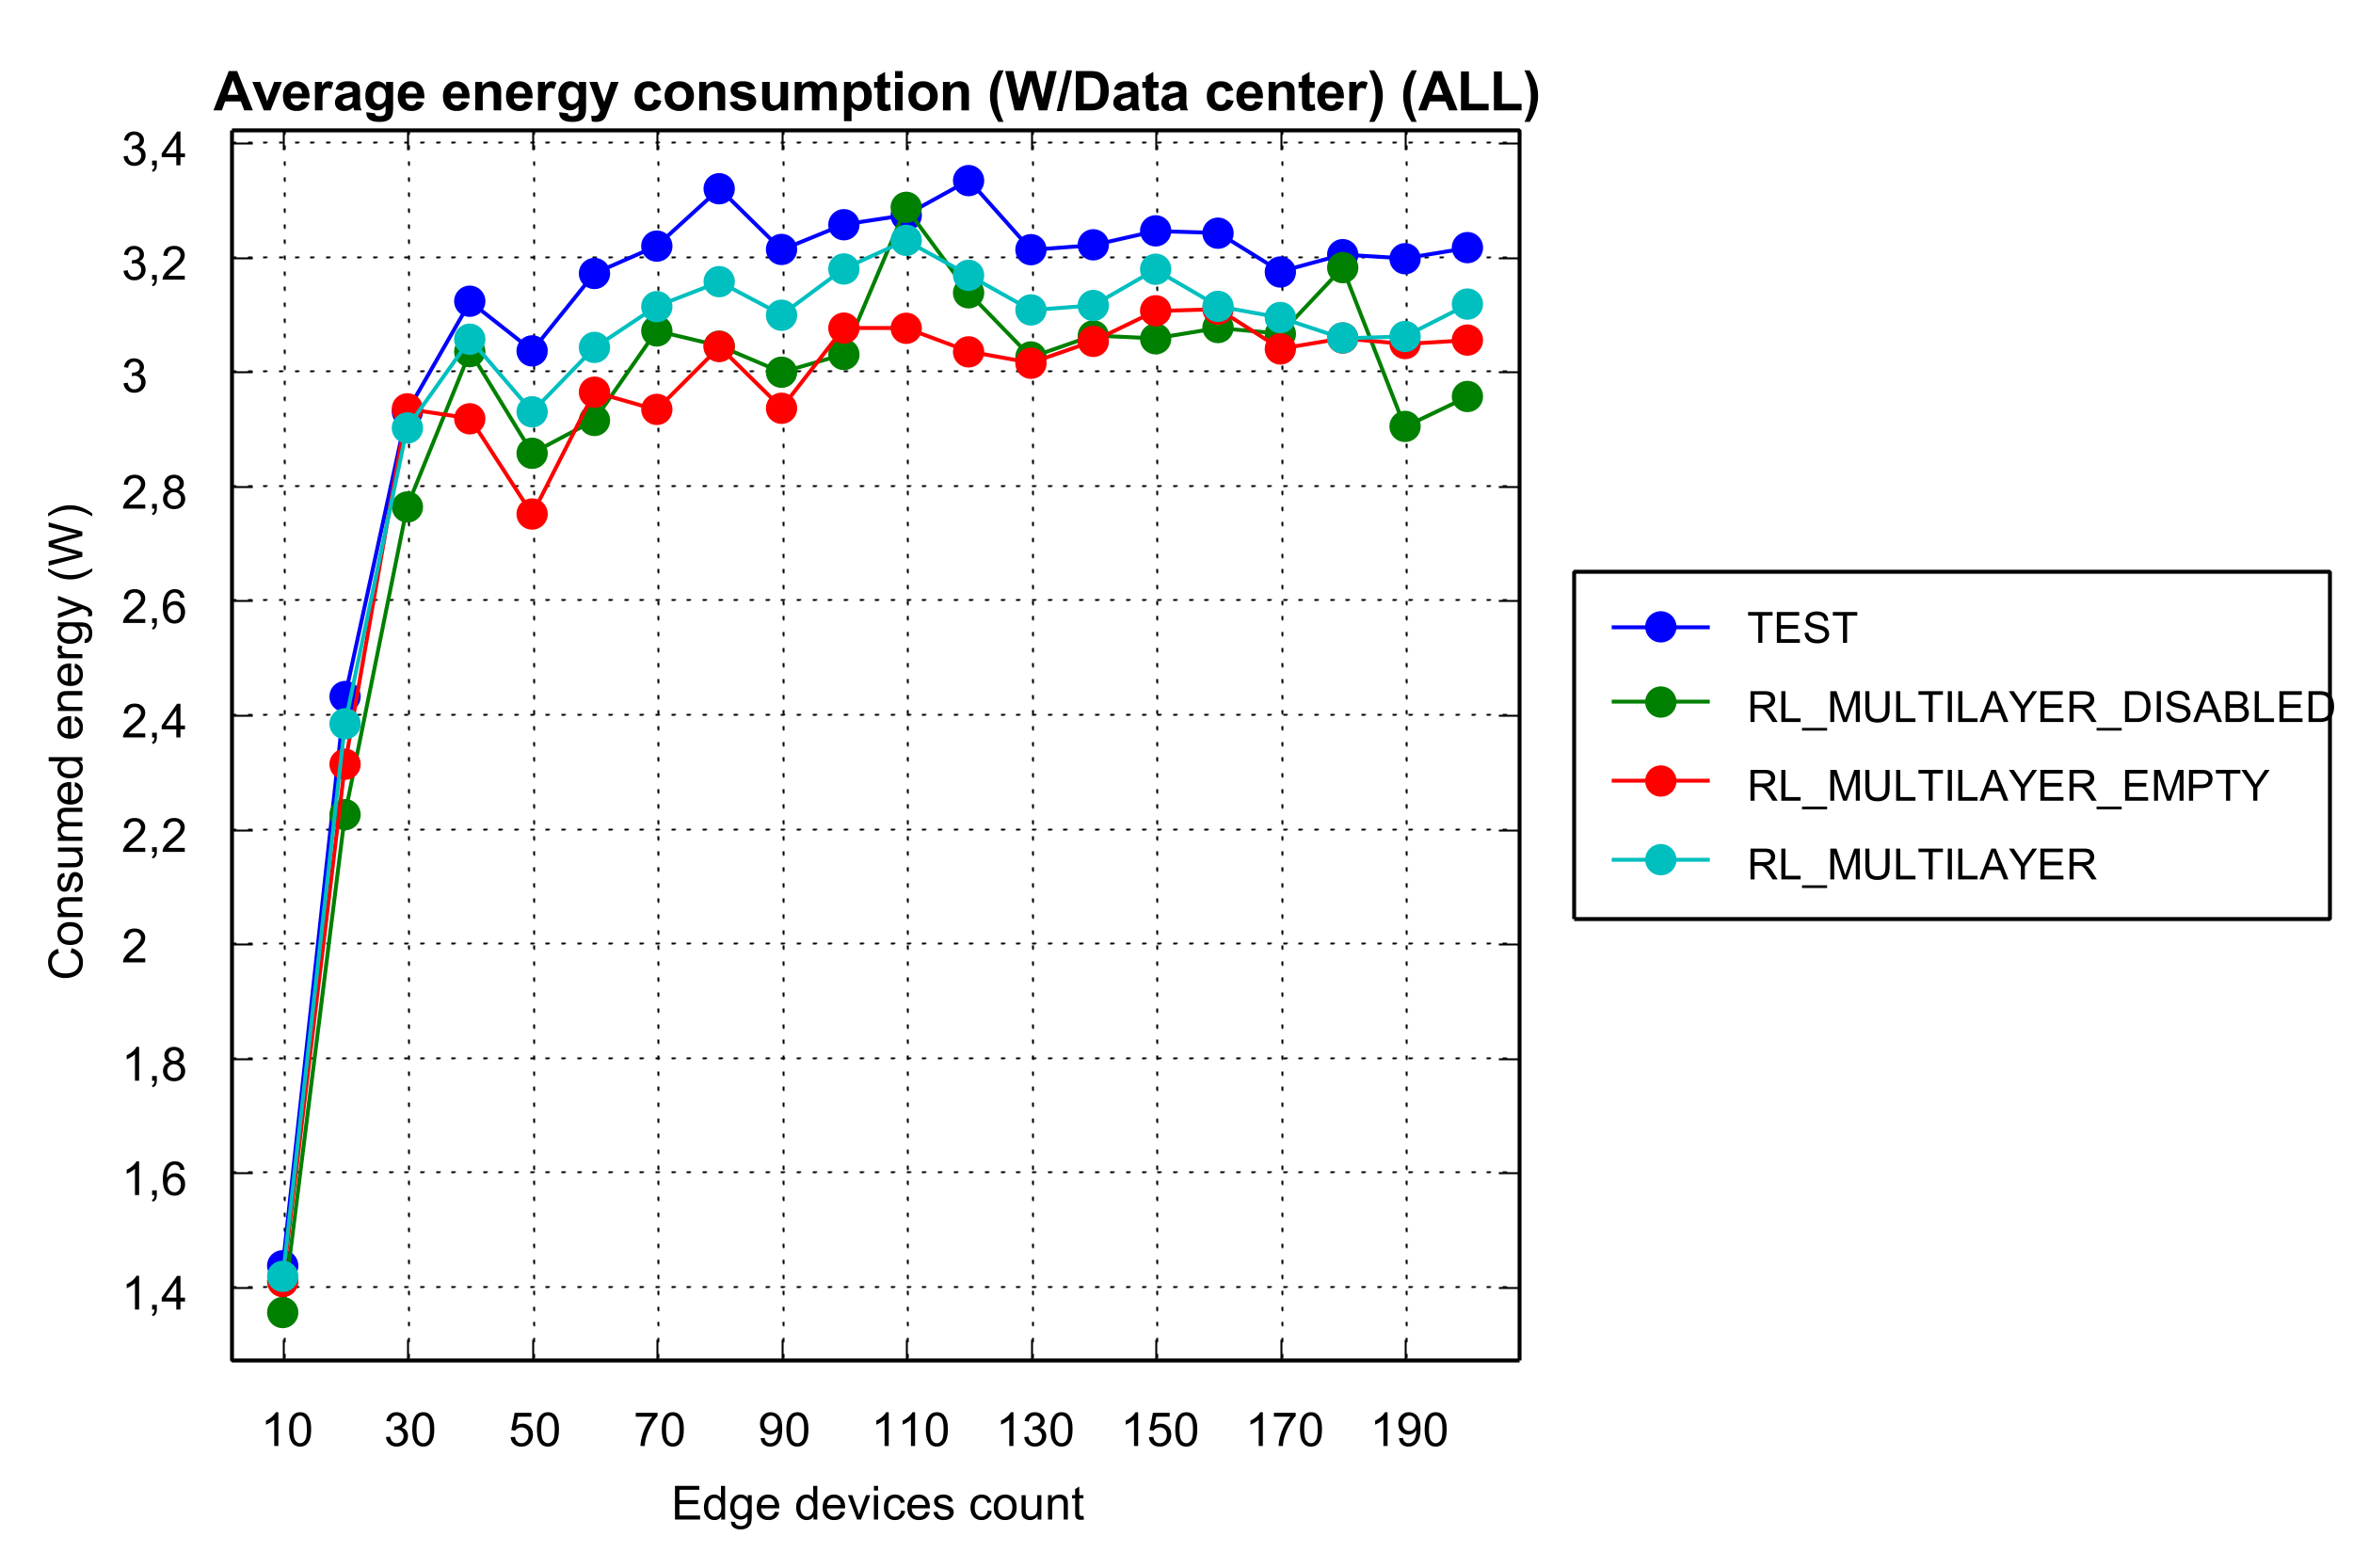 Average energy consumption (W/Data center) (ALL)
3,4
3,2
3
2,8
2,6
2,4
2,2
2
1,8
1,6
1,4
Consumed energy (W)
10 30 50 70 90 110 130 150 170 190
Edge devices count
TEST
RL_MULTILAYER_DISABLED
RL_MULTILAYER_EMPTY
RL_MULTILAYER